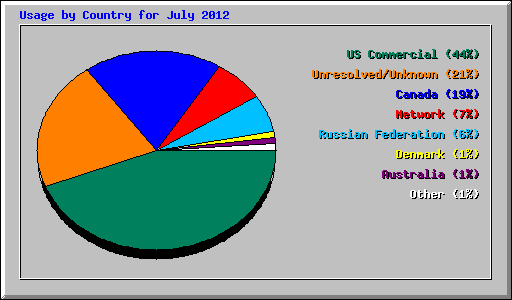 Usage by Country for July 2012
US Commercial (44%)
Unresolved/Unknown (21%)
Canada (19%)
Network (7%)
Russian Federation (6%)
Denmark (1%)
Australia (1%)
Other (1%)